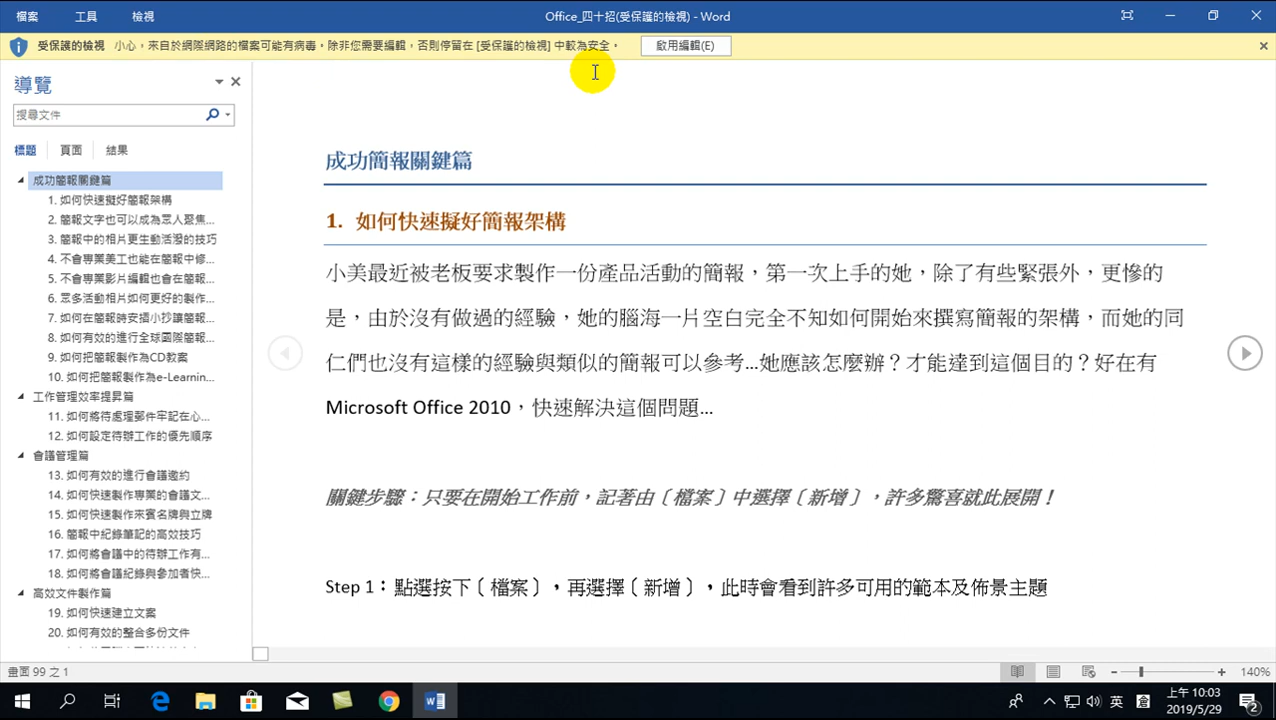 檔案 工具 檢視 Office_四十招(受保護的檢視) - Word
受保護的檢視 小心，來自於網際網路的檔案可能有病毒。除非您需要編輯，否則停留在 [受保護的檢視] 中較為安全。 啟用編輯(E)
導覽
搜尋文件
標題 頁面 結果
成功簡報關鍵篇
1. 如何快速擬好簡報架構
2. 簡報文字也可以成為眾人聚焦...
3. 簡報中的相片更生動活潑的技巧
4. 不會專業美工也能在簡報中修...
5. 不會專業影片編輯也會在簡報...
6. 眾多活動相片如何更好的製作...
7. 如何在簡報時安插小抄讓簡報...
8. 如何有效的進行全球國際簡報...
9. 如何把簡報製作為CD教案
10. 如何把簡報製作為e-Learnin...
工作管理效率提昇篇
11. 如何將待處理郵件牢記在心...
12. 如何設定待辦工作的優先順序
會議管理篇
13. 如何有效的進行會議邀約
14. 如何快速製作專業的會議文...
15. 如何快速製作來賓名牌與立牌
16. 簡報中紀錄筆記的高效技巧
17. 如何將會議中的待辦工作有...
18. 如何將會議紀錄與參加者快...
高效文件製作篇
19. 如何快速建立文案
20. 如何有效的整合多份文件
成功簡報關鍵篇
1. 如何快速擬好簡報架構
小美最近被老板要求製作一份產品活動的簡報，第一次上手的她，除了有些緊張外，更慘的
是，由於沒有做過的經驗，她的腦海一片空白完全不知如何開始來撰寫簡報的架構，而她的同
仁們也沒有這樣的經驗與類似的簡報可以參考...她應該怎麼辦？才能達到這個目的？好在有
Microsoft Office 2010，快速解決這個問題...
關鍵步驟：只要在開始工作前，記著由〔檔案〕中選擇〔新增〕，許多驚喜就此展開！
Step 1：點選按下〔檔案〕，再選擇〔新增〕，此時會看到許多可用的範本及佈景主題
畫面 99 之 1 140%
英 上午 10:03
2019/5/29 2